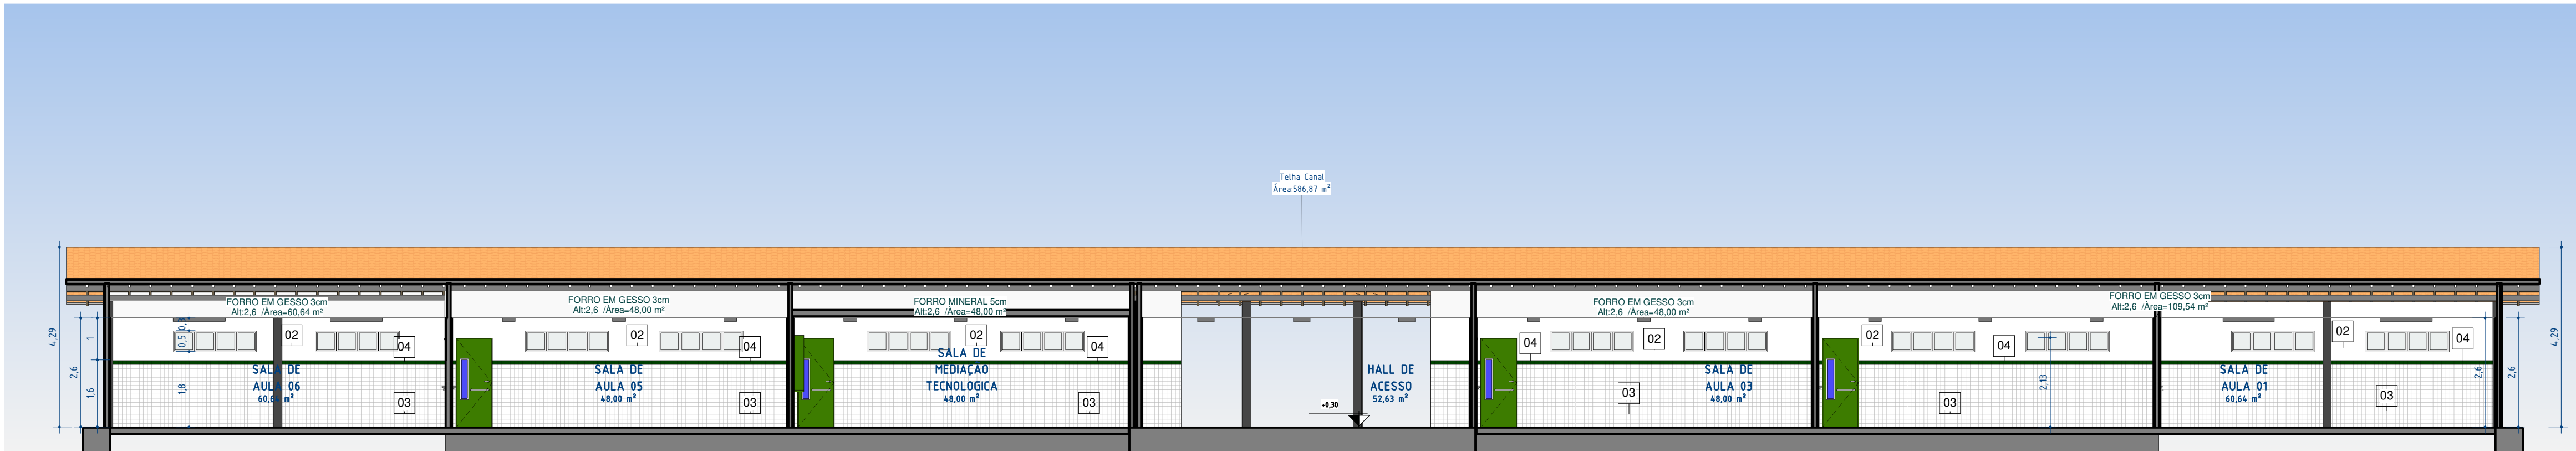 Telha Canal
Área:586,87 m²
FORRO EM GESSO 3cm
Alt:2,6 /Área=60,64 m²
FORRO EM GESSO 3cm
Alt:2,6 /Área=48,00 m²
FORRO MINERAL 5cm
Alt:2,6 /Área=48,00 m²
FORRO EM GESSO 3cm
Alt:2,6 /Área=48,00 m²
FORRO EM GESSO 3cm
Alt:2,6 /Área=109,54 m²
4,29
2,6
1
1,6
0,5
1,8
02
04
03
SALA DE
AULA 06
60,64 m²
02
04
03
SALA DE
AULA 05
48,00 m²
02
04
03
SALA DE
MEDIAÇÃO
TECNOLOGICA
48,00 m²
HALL DE
ACESSO
52,63 m²
+0,30
04
02
03
SALA DE
AULA 03
48,00 m²
02
04
03
2,13
SALA DE
AULA 01
60,64 m²
02
04
03
2,6
2,6
4,29